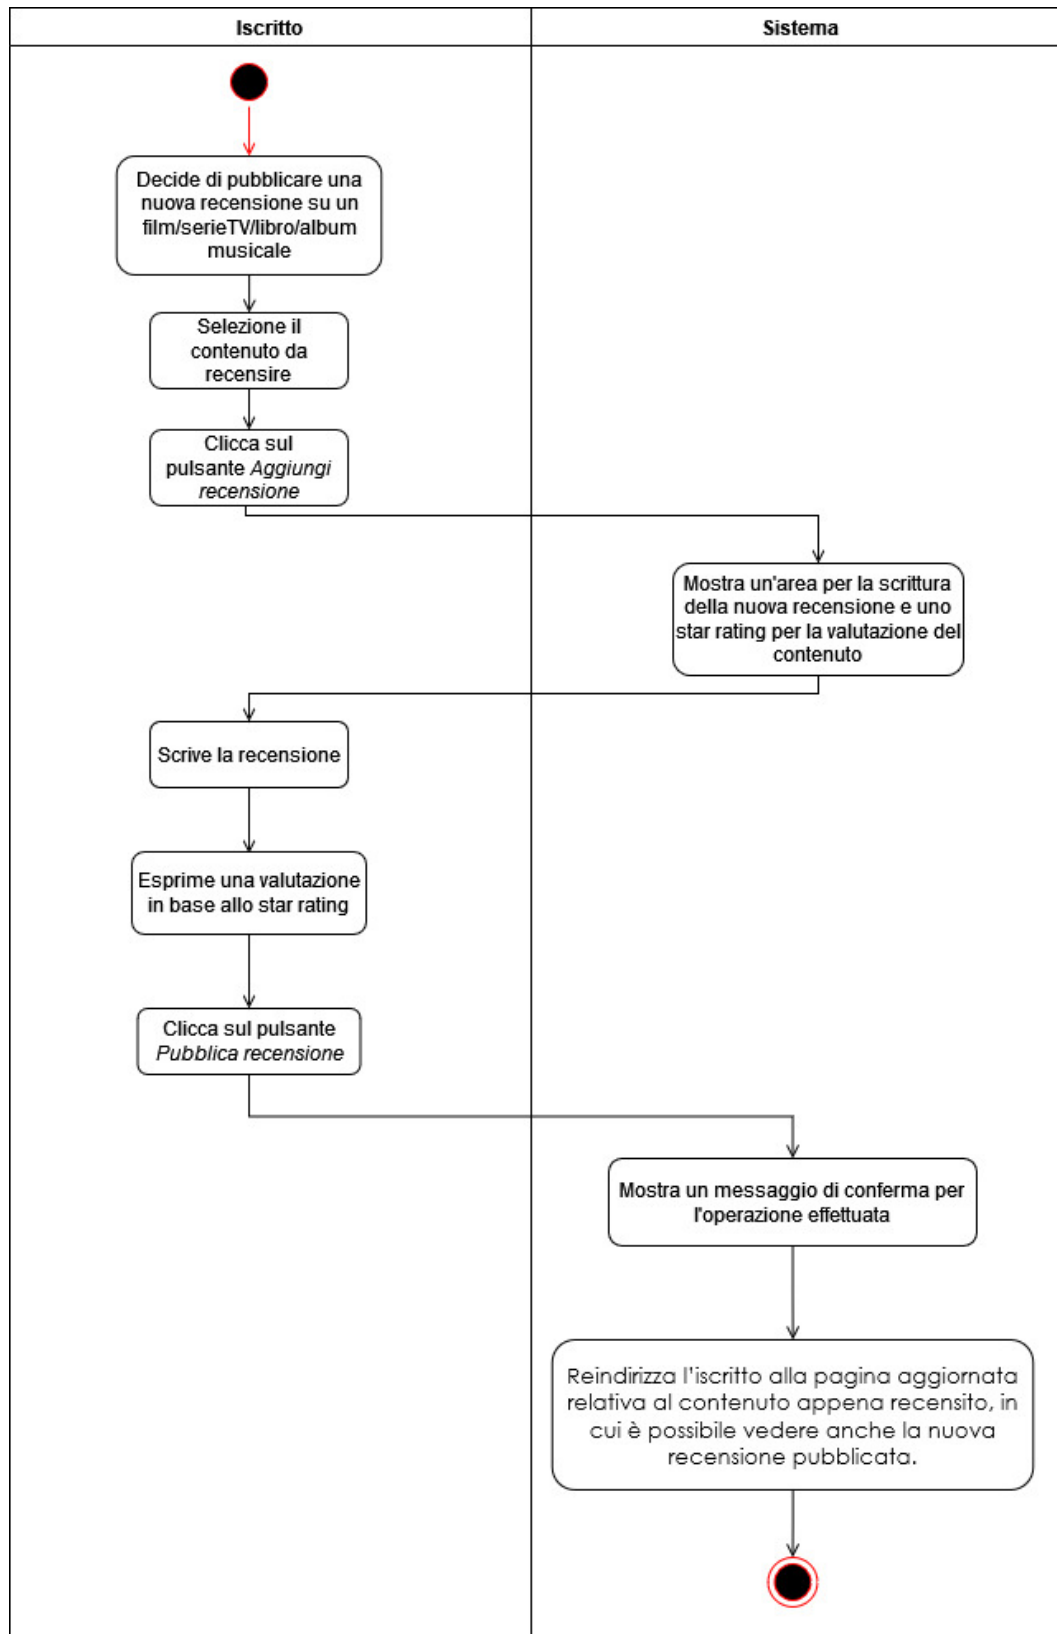 Iscritto
Sistema
Decide di pubblicare una
nuova recensione su un
film/serieTV/libro/album
musicale
Selezione il
contenuto da
recensire
Clicca sul
pulsante Aggiungi
recensione
Mostra un'area per la scrittura
della nuova recensione e uno
star rating per la valutazione del
contenuto
Scrive la recensione
Esprime una valutazione
in base allo star rating
Clicca sul pulsante
Pubblica recensione
Mostra un messaggio di conferma per
l'operazione effettuata
Reindirizza l'iscritto alla pagina aggiornata
relativa al contenuto appena recensito, in
cui è possibile vedere anche la nuova
recensione pubblicata.